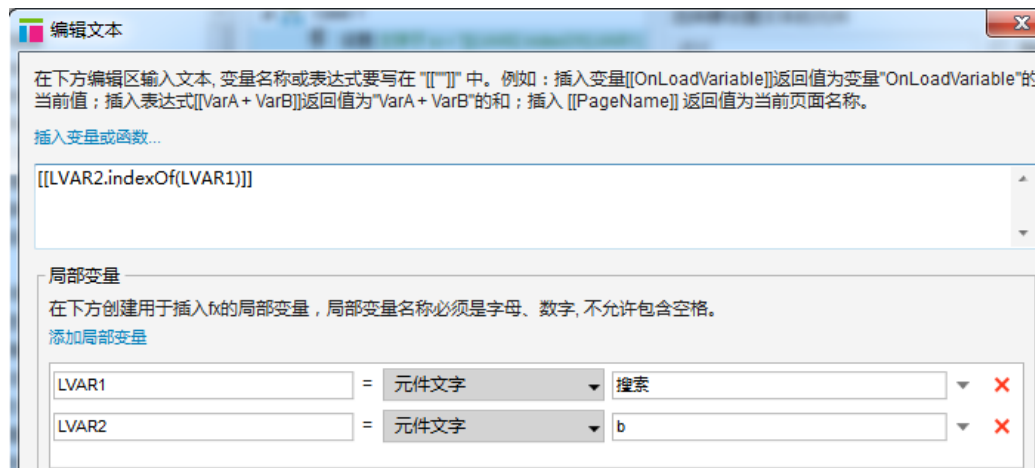 编辑文本
在下方编辑区输入文本, 变量名称或表达式要写在 "[[""]]" 中。例如：插入变量[[OnLoadVariable]]返回值为变量"OnLoadVariable"的
当前值；插入表达式[[VarA + VarB]]返回值为"VarA + VarB"的和；插入 [[PageName]] 返回值为当前页面名称。
插入变量或函数...
[[LVAR2.indexOf(LVAR1)]]
局部变量
在下方创建用于插入fx的局部变量，局部变量名称必须是字母、数字, 不允许包含空格。
添加局部变量
LVAR1 = 元件文字 搜索
LVAR2 = 元件文字 b